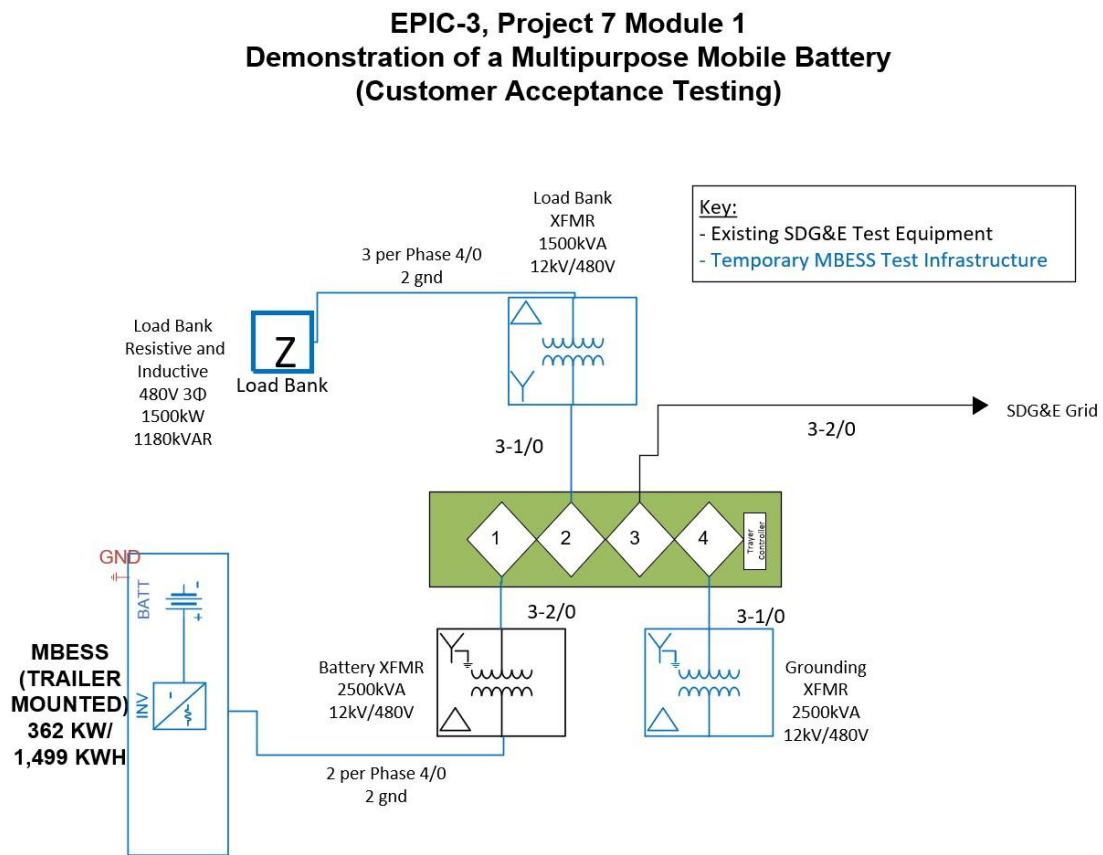 EPIC-3, Project 7 Module 1
Demonstration of a Multipurpose Mobile Battery
(Customer Acceptance Testing)
Load Bank
XFMR
1500kVA
12kV/480V
Key:
- Existing SDG&E Test Equipment
- Temporary MBESS Test Infrastructure
3 per Phase 4/0
2 gnd
Load Bank
Resistive and
Inductive
480V 3Φ
1500kW
1180kVAR
Z
Load Bank
3-1/0
3-2/0
SDG&E Grid
1
2
3
4
Trayer
Controller
GND
BATT
-
+
INV
-
MBESS
(TRAILER
MOUNTED)
362 KW/
1,499 KWH
3-2/0
3-1/0
Battery XFMR
2500kVA
12kV/480V
Grounding
XFMR
2500kVA
12kV/480V
2 per Phase 4/0
2 gnd